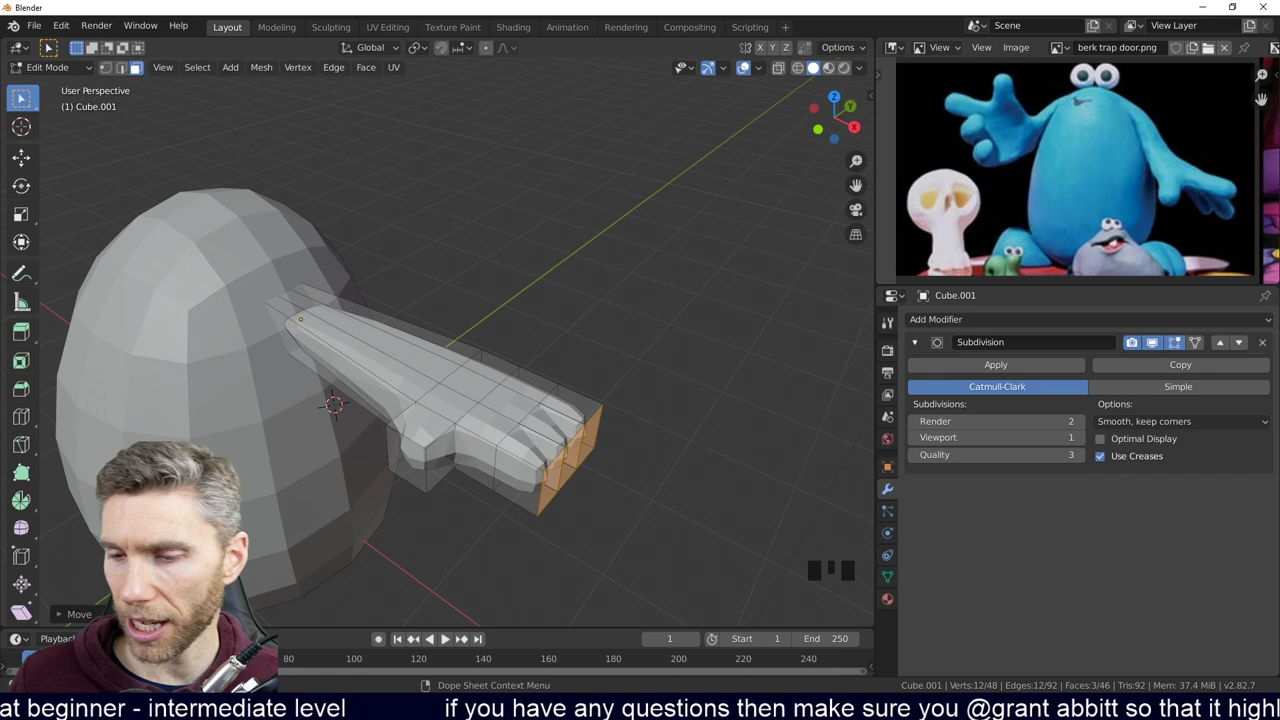 Blender
File Edit Render Window Help
Layout Modeling Sculpting UV Editing Texture Paint Shading Animation Rendering Compositing Scripting +
Scene
View Layer
Global
X Y Z
Options
View
View Image
berk trap door.png
Edit Mode
View Select Add Mesh Vertex Edge Face UV
User Perspective
(1) Cube.001
Z
Y
X
Cube.001
Add Modifier
Subdivision
Apply
Copy
Catmull-Clark
Simple
Subdivisions:
Options:
Render 2
Smooth, keep corners
Viewport 1
Optimal Display
Quality 3
Use Creases
Move
Playback
1
Start 1
End 250
80 100 120 140 160 180 200 220 240
Dope Sheet Context Menu
Cube.001 | Verts:12/48 | Edges:12/92 | Faces:3/46 | Tris:92 | Mem: 37.4 MiB | v2.82.7
at beginner - intermediate level if you have any questions then make sure you @grant abbitt so that it high